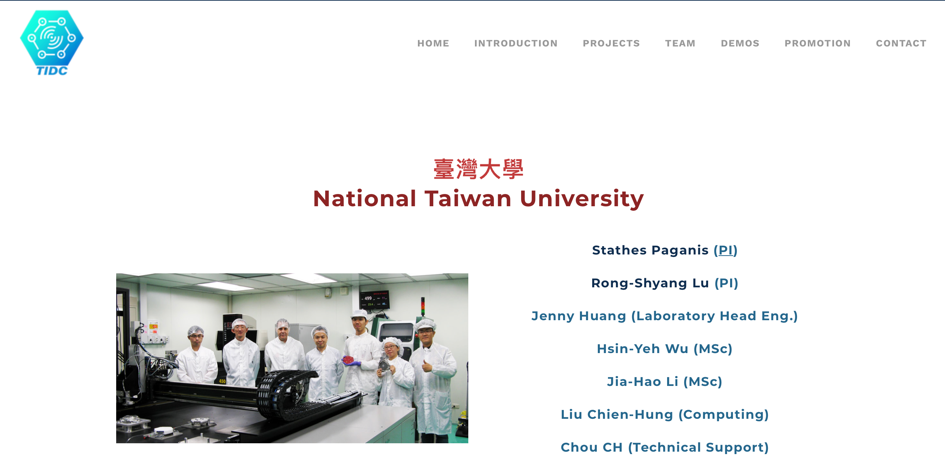 TIDC
HOME INTRODUCTION PROJECTS TEAM DEMOS PROMOTION CONTACT
臺灣大學
National Taiwan University
Stathes Paganis (PI)
Rong-Shyang Lu (PI)
Jenny Huang (Laboratory Head Eng.)
Hsin-Yeh Wu (MSc)
Jia-Hao Li (MSc)
Liu Chien-Hung (Computing)
Chou CH (Technical Support)